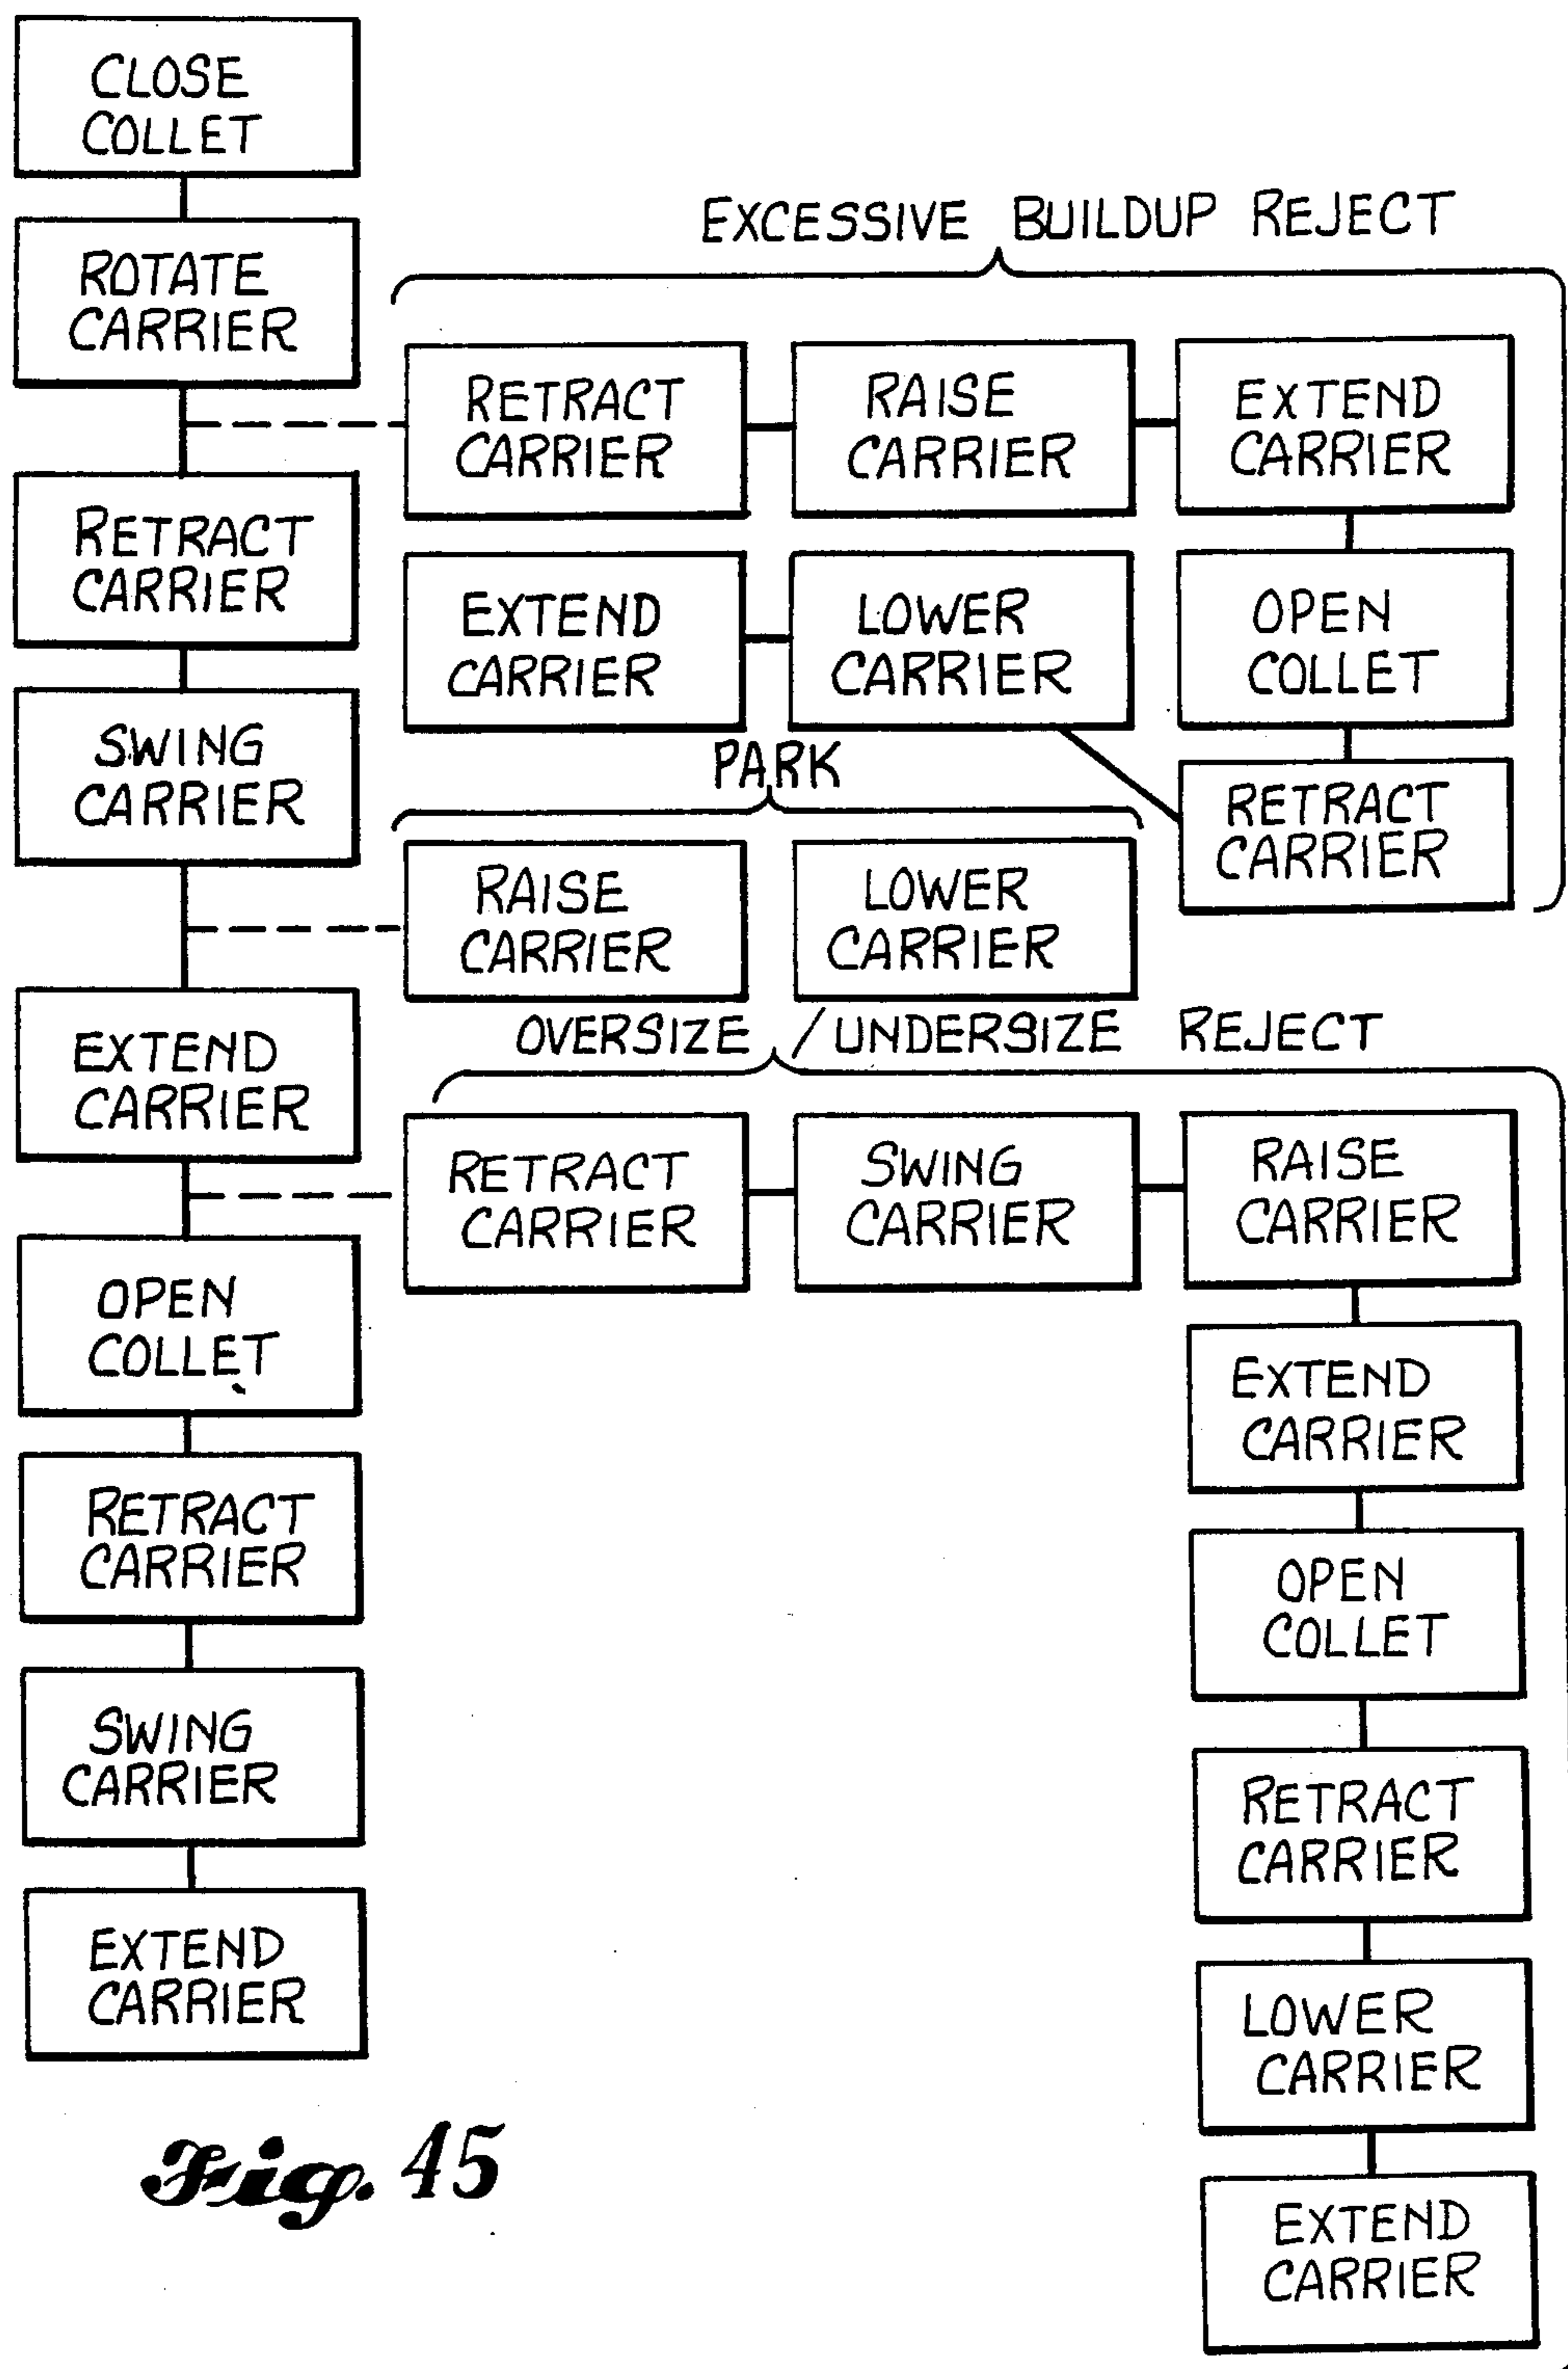 CLOSE
COLLET
ROTATE
CARRIER
RETRACT
CARRIER
SWING
CARRIER
EXTEND
CARRIER
OPEN
COLLET
RETRACT
CARRIER
SWING
CARRIER
EXTEND
CARRIER
EXCESSIVE BUILDUP REJECT
RETRACT
CARRIER
RAISE
CARRIER
EXTEND
CARRIER
OPEN
COLLET
RETRACT
CARRIER
LOWER
CARRIER
EXTEND
CARRIER
PARK
RAISE
CARRIER
LOWER
CARRIER
OVERSIZE / UNDERSIZE REJECT
RETRACT
CARRIER
SWING
CARRIER
RAISE
CARRIER
EXTEND
CARRIER
OPEN
COLLET
RETRACT
CARRIER
LOWER
CARRIER
EXTEND
CARRIER
Fig. 45